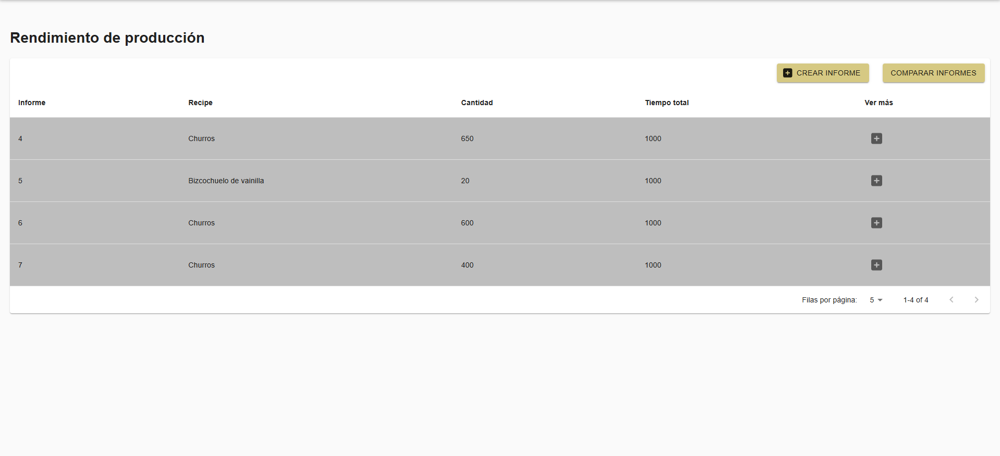 Rendimiento de producción
CREAR INFORME COMPARAR INFORMES
Informe Recipe Cantidad Tiempo total Ver más
4 Churros 650 1000
5 Bizcochuelo de vainilla 20 1000
6 Churros 600 1000
7 Churros 400 1000
Filas por página: 5 1-4 of 4